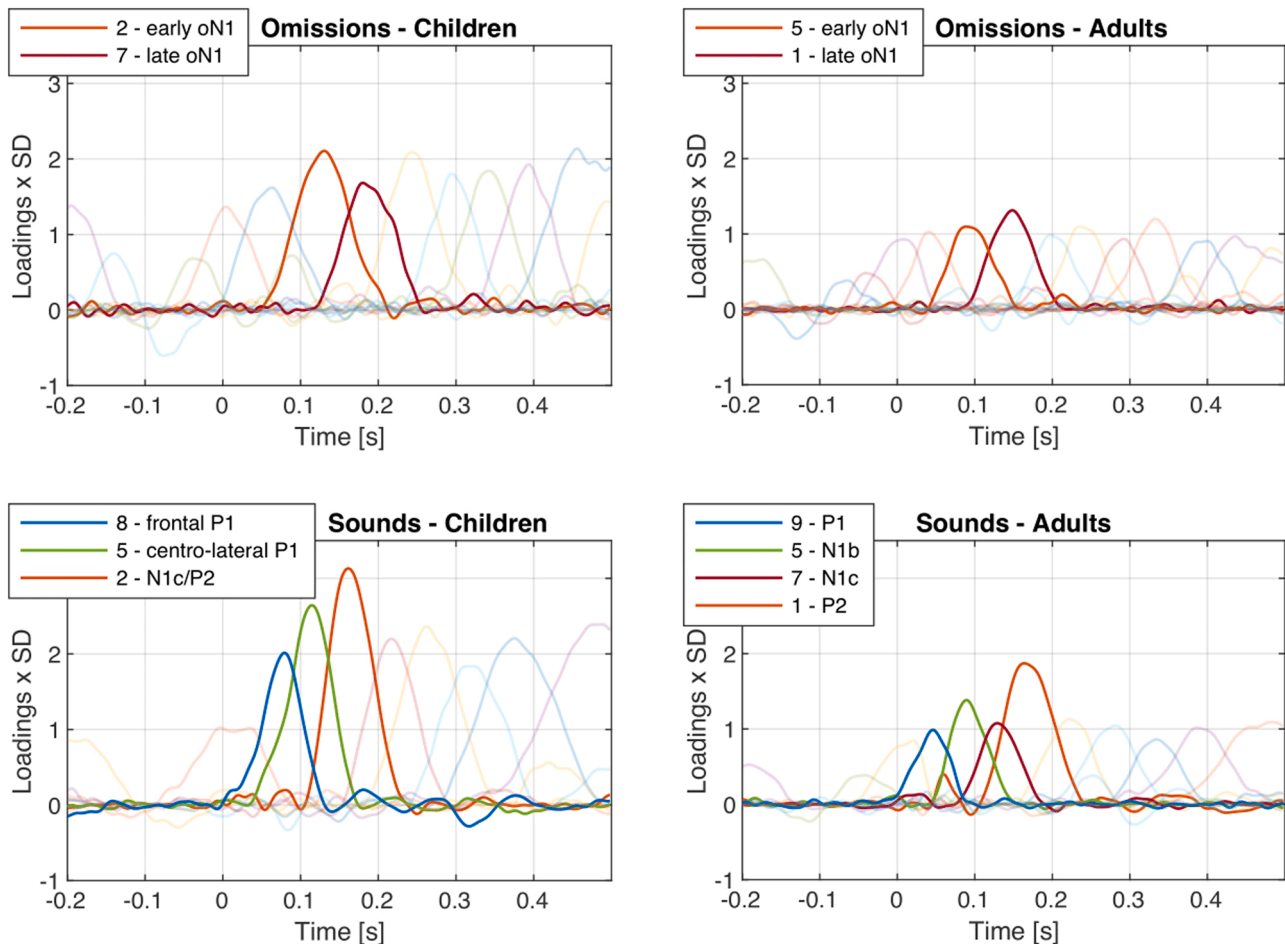 2 - early oN1
7 - late oN1
Omissions - Children
3
2
1
0
-1
-0.2 -0.1 0 0.1 0.2 0.3 0.4
Loadings x SD
Time [s]
5 - early oN1
1 - late oN1
Omissions - Adults
3
2
1
0
-1
-0.2 -0.1 0 0.1 0.2 0.3 0.4
Loadings x SD
Time [s]
8 - frontal P1
5 - centro-lateral P1
2 - N1c/P2
Sounds - Children
2
1
0
-1
-0.2 -0.1 0 0.1 0.2 0.3 0.4
Loadings x SD
Time [s]
9 - P1
5 - N1b
7 - N1c
1 - P2
Sounds - Adults
2
1
0
-1
-0.2 -0.1 0 0.1 0.2 0.3 0.4
Loadings x SD
Time [s]